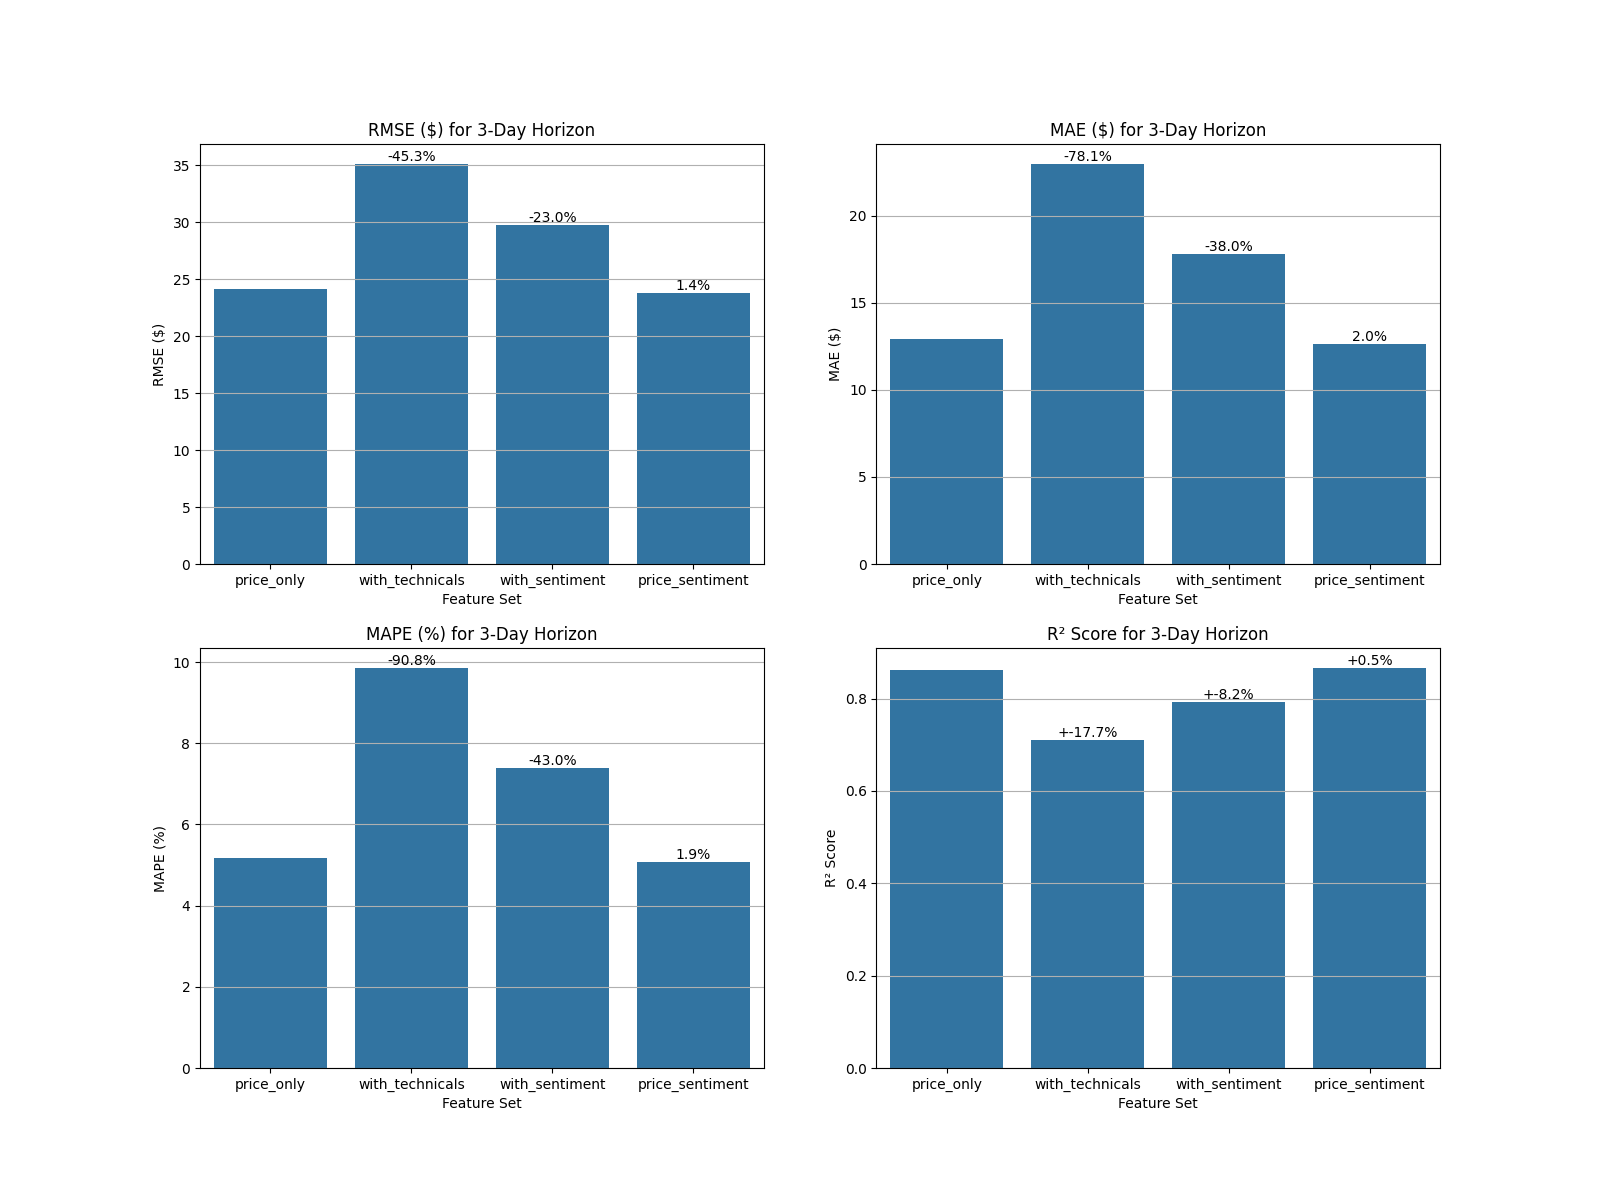 RMSE ($) for 3-Day Horizon
RMSE ($)
35
30
25
20
15
10
5
0
-45.3%
-23.0%
1.4%
price_only with_technicals with_sentiment price_sentiment
Feature Set
MAE ($) for 3-Day Horizon
MAE ($)
20
15
10
5
0
-78.1%
-38.0%
2.0%
price_only with_technicals with_sentiment price_sentiment
Feature Set
MAPE (%) for 3-Day Horizon
MAPE (%)
10
8
6
4
2
0
-90.8%
-43.0%
1.9%
price_only with_technicals with_sentiment price_sentiment
Feature Set
R² Score for 3-Day Horizon
R² Score
0.8
0.6
0.4
0.2
0.0
+-17.7%
+-8.2%
+0.5%
price_only with_technicals with_sentiment price_sentiment
Feature Set